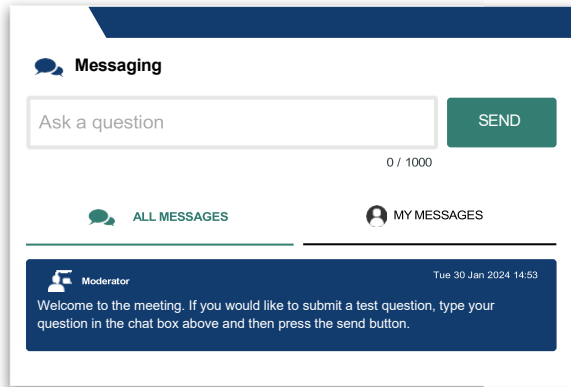 Messaging
Ask a question
SEND
0 / 1000
ALL MESSAGES
MY MESSAGES
Moderator
Tue 30 Jan 2024 14:53
Welcome to the meeting. If you would like to submit a test question, type your
question in the chat box above and then press the send button.